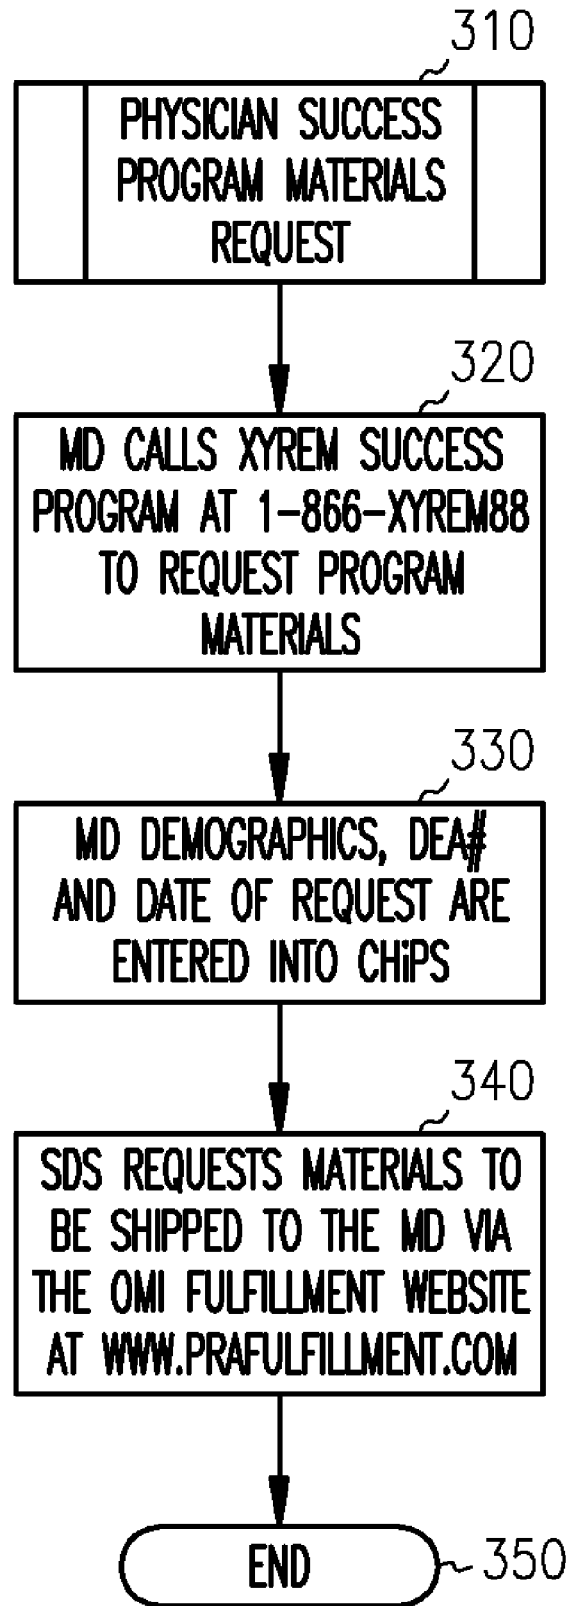 310
PHYSICIAN SUCCESS
PROGRAM MATERIALS
REQUEST
320
MD CALLS XYREM SUCCESS
PROGRAM AT 1-866-XYREM88
TO REQUEST PROGRAM
MATERIALS
330
MD DEMOGRAPHICS, DEA#
AND DATE OF REQUEST ARE
ENTERED INTO CHiPS
340
SDS REQUESTS MATERIALS TO
BE SHIPPED TO THE MD VIA
THE OMI FULFILLMENT WEBSITE
AT WWW.PRAFULFILLMENT.COM
END
350